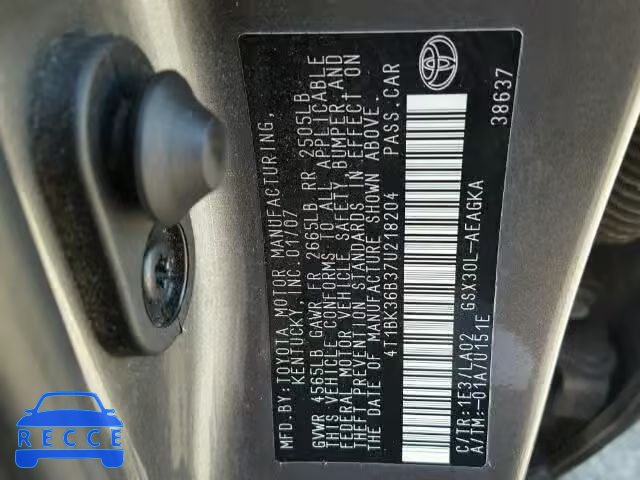 MFD.BY:TOYOTA MOTOR MANUFACTURING,
KENTUCKY, INC. 01/07
GVWR 4565LB GAWR FR 2665LB RR 2505LB
THIS VEHICLE CONFORMS TO ALL APPLICABLE
FEDERAL MOTOR VEHICLE SAFETY, BUMPER AND
THEFT PREVENTION STANDARDS IN EFFECT ON
THE DATE OF MANUFACTURE SHOWN ABOVE.
4T1BK36B37U218204 PASS.CAR
C/TR:1E3/LA02 GSX30L-AEAGKA
A/TM:-01A/U151E 38637
RECCE